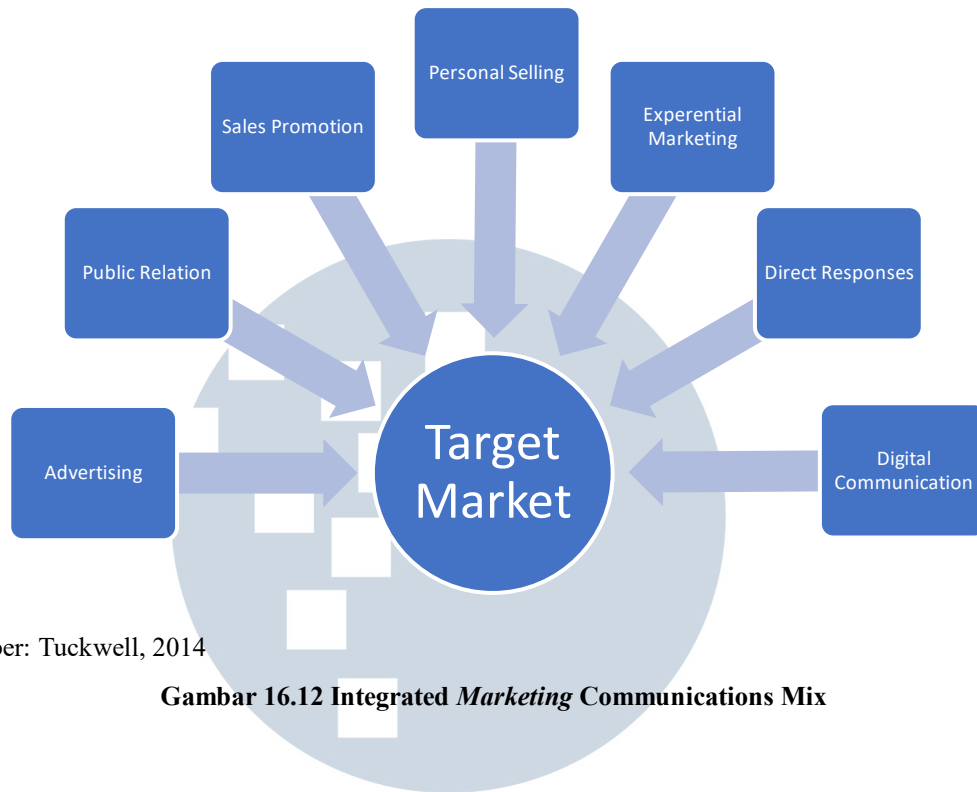 Personal Selling
Sales Promotion
Experential
Marketing
Public Relation
Direct Responses
Advertising
Target
Market
Digital
Communication
ber: Tuckwell, 2014
Gambar 16.12 Integrated Marketing Communications Mix